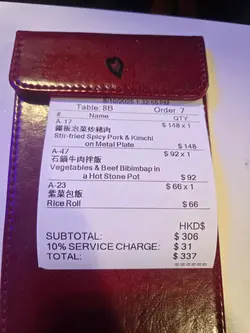 Table: 8B Order: 7
# Name QTY
A-17 $ 148 x 1
鐵板泡菜炒豬肉
Stir-fried Spicy Pork & Kimchi
on Metal Plate $ 148
A-47 $ 92 x 1
石鍋牛肉拌飯
Vegetables & Beef Bibimbap in
a Hot Stone Pot $ 92
A-23 $ 66 x 1
紫菜包飯
Rice Roll $ 66
HKD$
SUBTOTAL: $ 306
10% SERVICE CHARGE: $ 31
TOTAL: $ 337